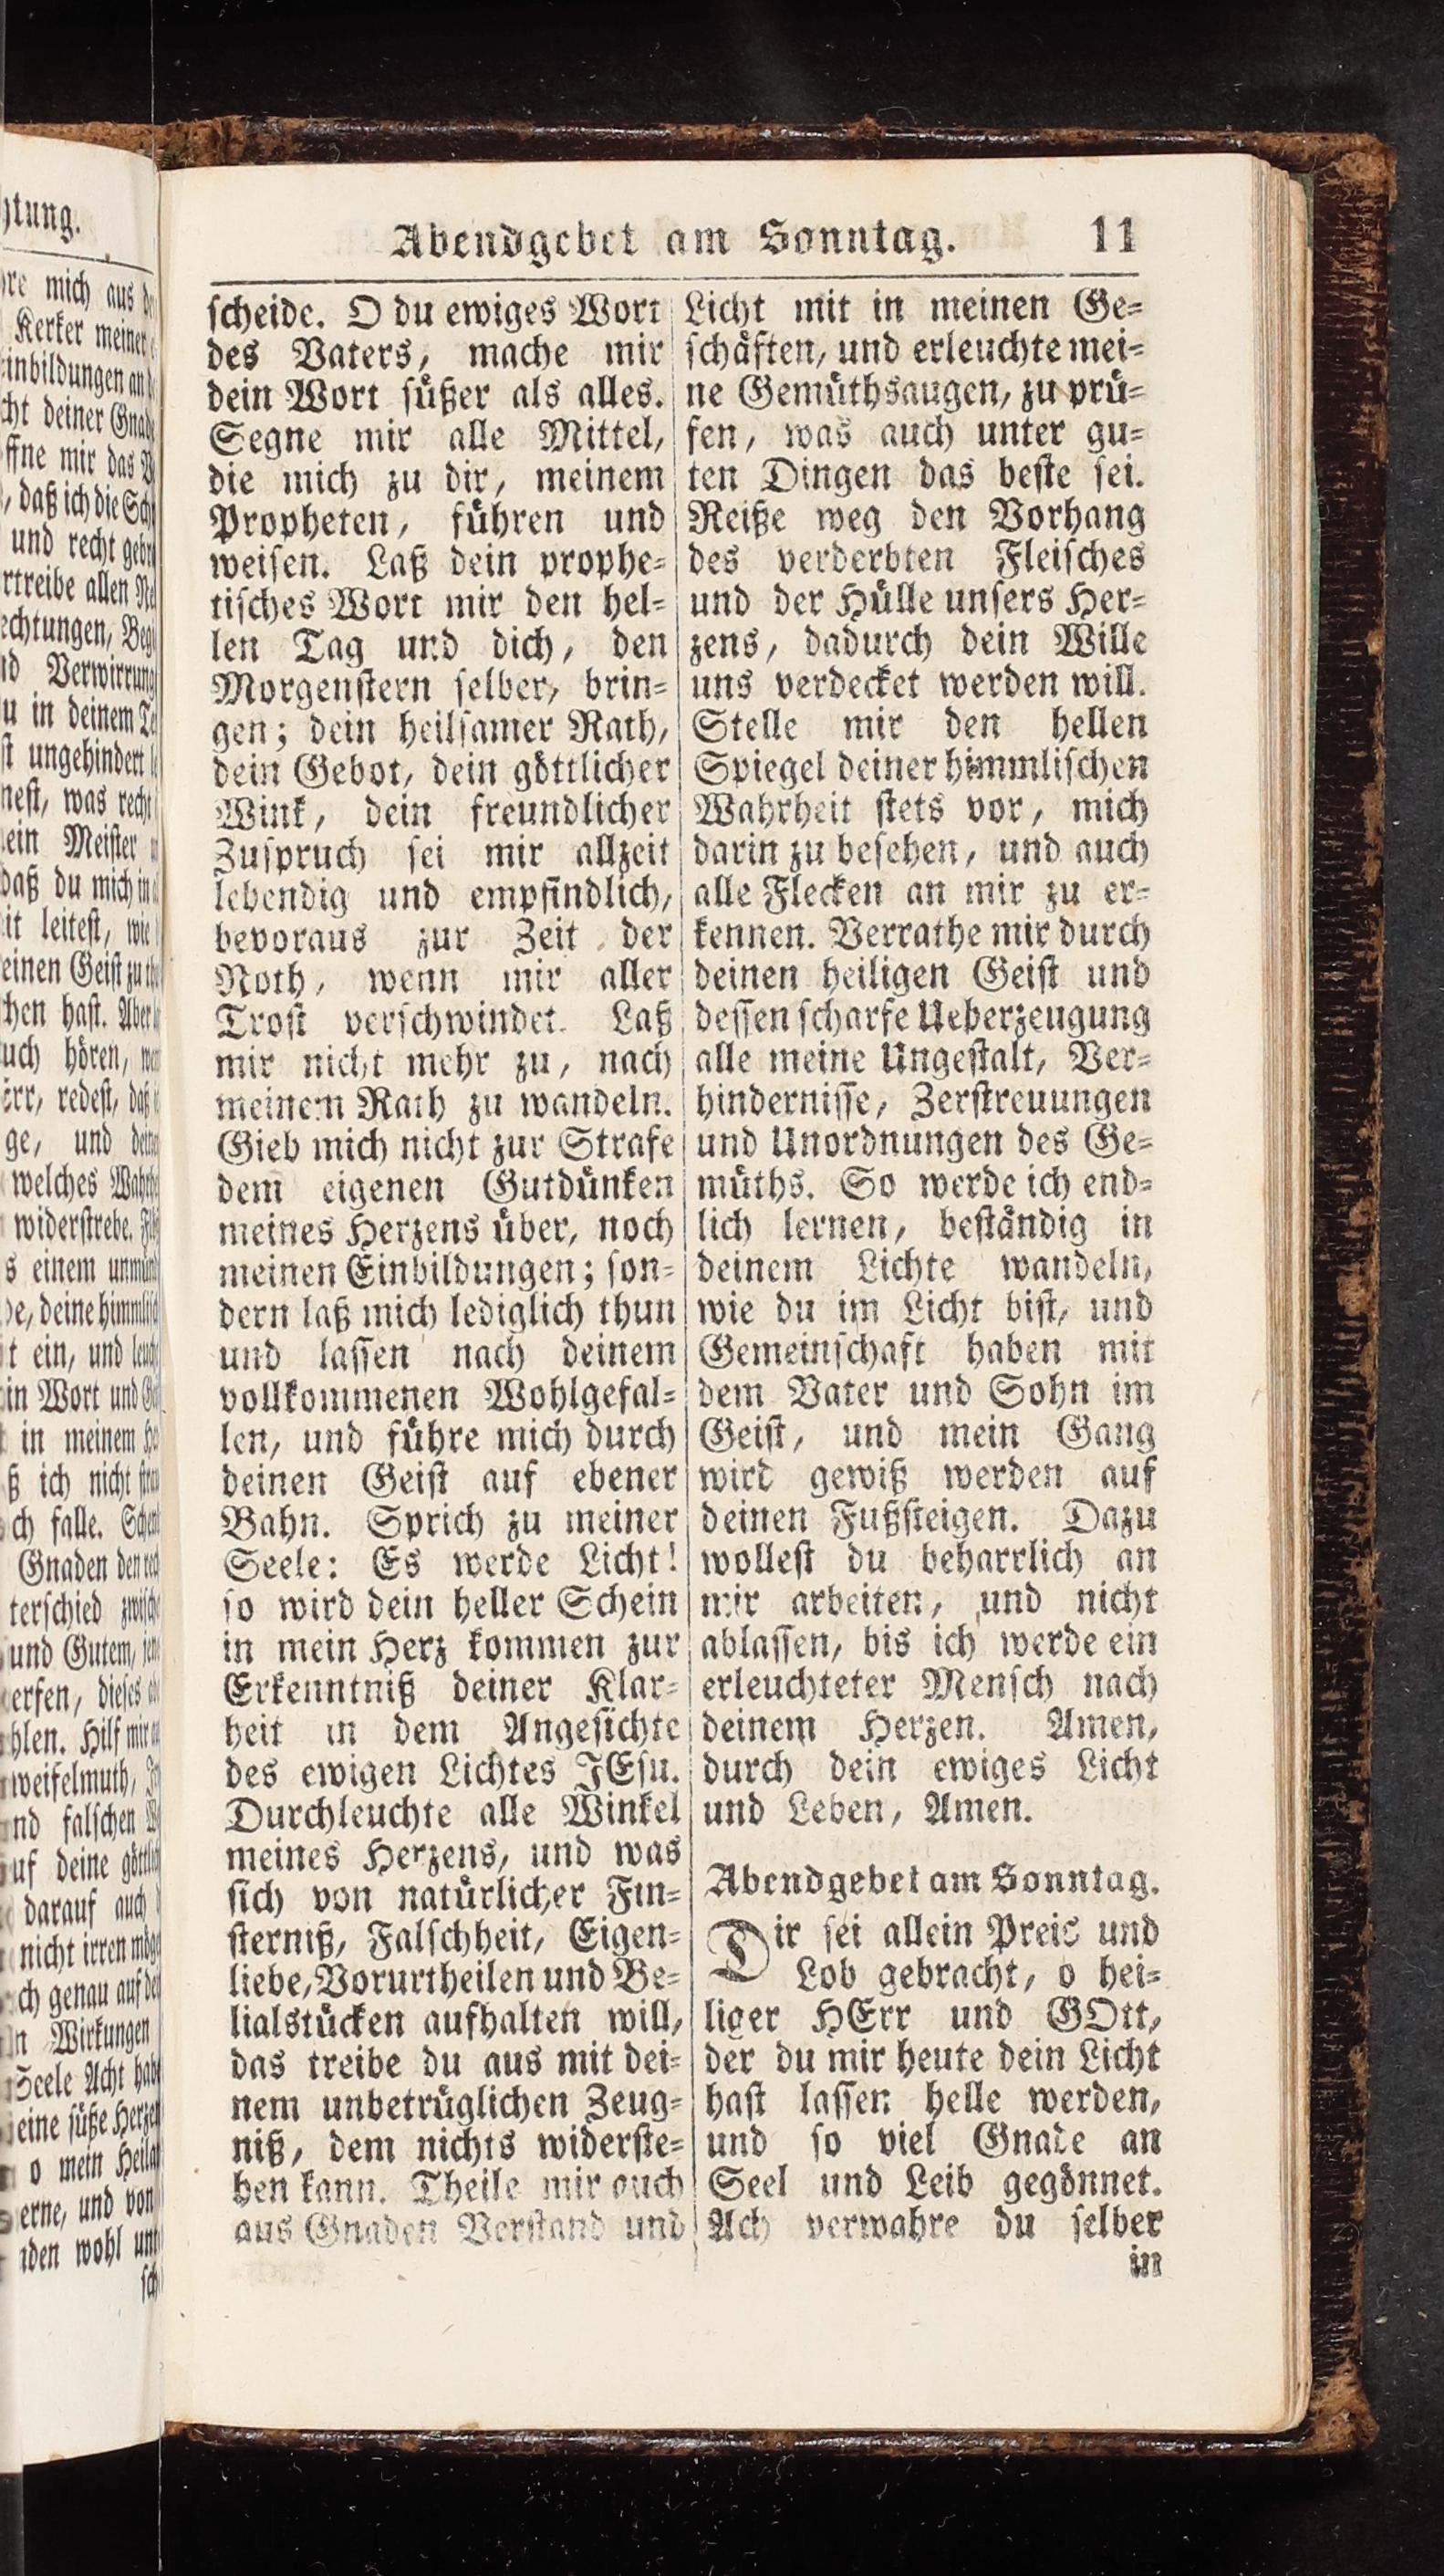 Abendgebet am Sonntag. 11
scheide. O du ewiges Wort
des Vaters, mache mir
dein Wort süßer als alles.
Segne mir alle Mittel,
die mich zu dir, meinem
Propheten, führen und
weisen. Laß dein prophe-
tisches Wort mir den hel-
len Tag und dich, den
Morgenstern selber, brin-
gen; dein heilsamer Rath,
dein Gebot, dein göttlicher
Wink, dein freundlicher
Zuspruch sei mir allzeit
lebendig und empfindlich,
bevoraus zur Zeit der
Noth, wenn mir aller
Trost verschwindet. Laß
mir nicht mehr zu, nach
meinem Rath zu wandeln.
Gieb mich nicht zur Strafe
dem eigenen Gutdünken
meines Herzens über, noch
meinen Einbildungen; son-
dern laß mich lediglich thun
und lassen nach deinem
vollkommenen Wohlgefal-
len, und führe mich durch
deinen Geist auf ebener
Bahn. Sprich zu meiner
Seele: Es werde Licht!
so wird dein heller Schein
in mein Herz kommen zur
Erkenntniß deiner Klar-
heit in dem Angesichte
des ewigen Lichtes JEsu.
Durchleuchte alle Winkel
meines Herzens, und was
sich von natürlicher Fin-
sterniß, Falschheit, Eigen-
liebe, Vorurtheilen und Be-
lialstücken aufhalten will,
das treibe du aus mit dei-
nem unbetrüglichen Zeug-
niß, dem nichts widerste-
hen kann. Theile mir auch
aus Gnaden Verstand und
Licht mit in meinen Ge-
schäften, und erleuchte mei-
ne Gemüthsaugen, zu prü-
fen, was auch unter gu-
ten Dingen das beste sei.
Reiße weg den Vorhang
des verderbten Fleisches
und der Hülle unsers Her-
zens, dadurch dein Wille
uns verdecket werden will.
Stelle mir den hellen
Spiegel deiner himmlischen
Wahrheit stets vor, mich
darin zu besehen, und auch
alle Flecken an mir zu er-
kennen. Verrathe mir durch
deinen heiligen Geist und
dessen scharfe Ueberzeugung
alle meine Ungestalt, Ver-
hindernisse, Zerstreuungen
und Unordnungen des Ge-
müths. So werde ich end-
lich lernen, beständig in
deinem Lichte wandeln,
wie du im Licht bist, und
Gemeinschaft haben mit
dem Vater und Sohn im
Geist, und mein Gang
wird gewiß werden auf
deinen Fußsteigen. Dazu
wollest du beharrlich an
mir arbeiten, und nicht
ablassen, bis ich werde ein
erleuchteter Mensch nach
deinem Herzen. Amen,
durch dein ewiges Licht
und Leben, Amen.
Abendgebet am Sonntag.
Dir sei allein Preis und
Lob gebracht, o hei-
liger HErr und GOtt,
der du mir heute dein Licht
hast lassen helle werden,
und so viel Gnade an
Seel und Leib gegönnet.
Ach verwahre du selber
in